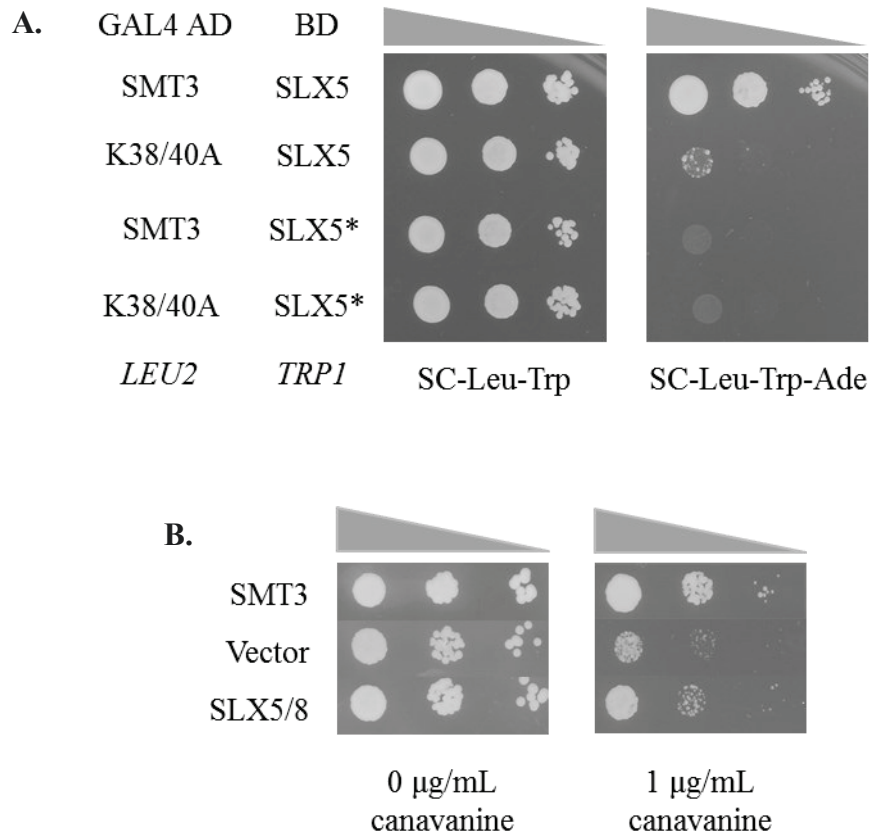 A.
GAL4 AD BD
SMT3 SLX5
K38/40A SLX5
SMT3 SLX5*
K38/40A SLX5*
LEU2 TRP1 SC-Leu-Trp SC-Leu-Trp-Ade
B.
SMT3
Vector
SLX5/8
0 µg/mL 1 µg/mL
canavanine canavanine